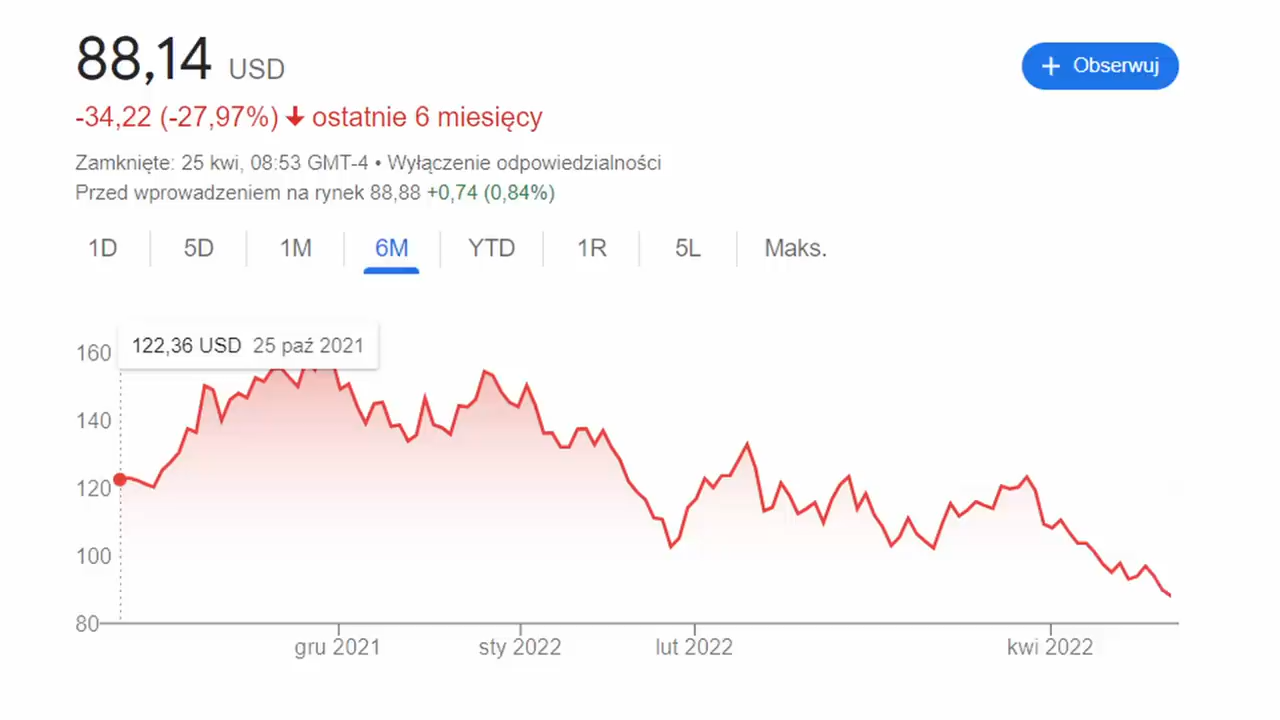 88,14 USD
+ Obserwuj
-34,22 (-27,97%) ↓ ostatnie 6 miesięcy
Zamknięte: 25 kwi, 08:53 GMT-4 • Wyłączenie odpowiedzialności
Przed wprowadzeniem na rynek 88,88 +0,74 (0,84%)
1D 5D 1M 6M YTD 1R 5L Maks.
122,36 USD 25 paź 2021
160
140
120
100
80
gru 2021 sty 2022 lut 2022 kwi 2022